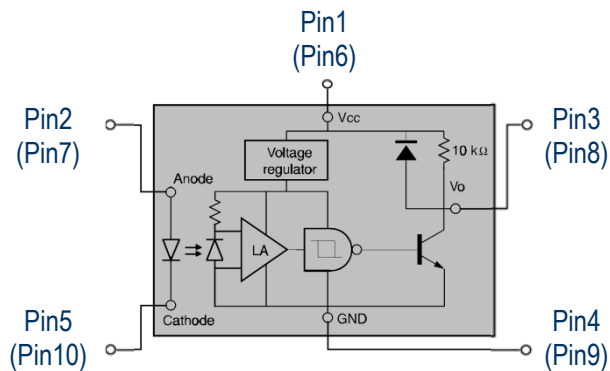 Pin1
(Pin6)
Pin2
(Pin7)
Pin3
(Pin8)
Vcc
Voltage
regulator
10 kΩ
Anode
Vo
LA
Cathode
GND
Pin5
(Pin10)
Pin4
(Pin9)